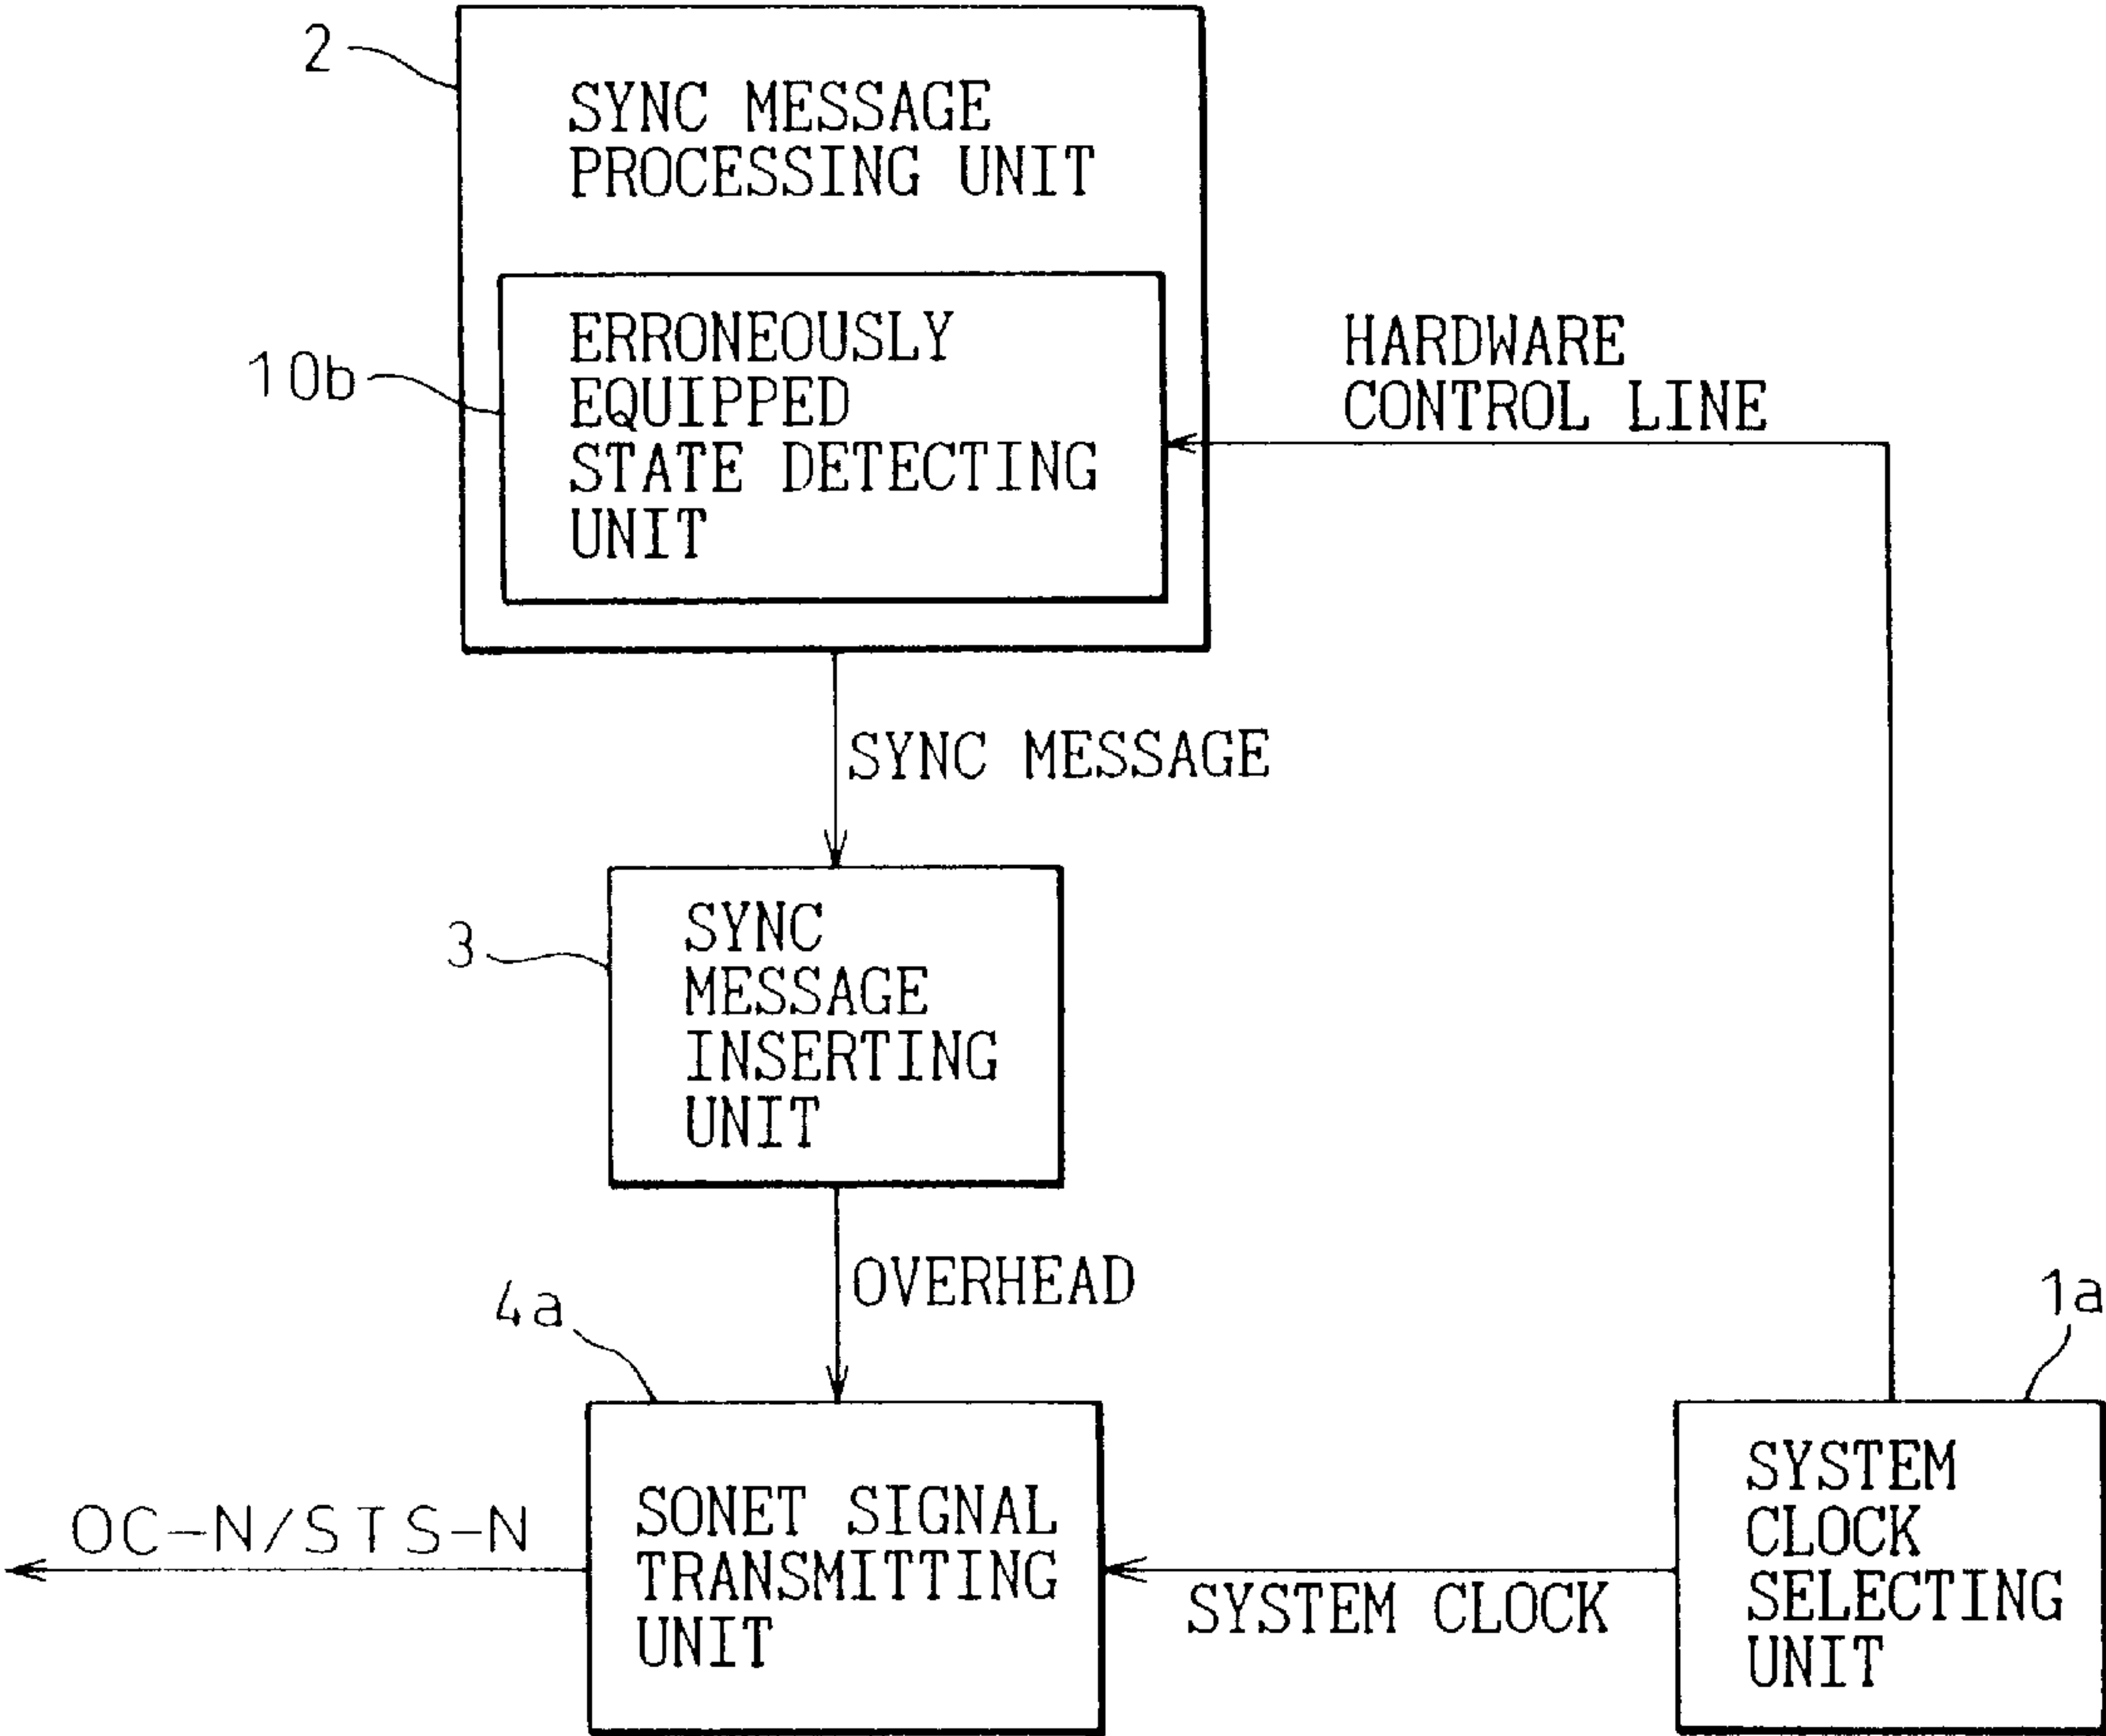 2
SYNC MESSAGE
PROCESSING UNIT
10b
ERRONEOUSLY
EQUIPPED
STATE DETECTING
UNIT
HARDWARE
CONTROL LINE
SYNC MESSAGE
3
SYNC
MESSAGE
INSERTING
UNIT
OVERHEAD
4a
1a
OC-N/STS-N
SONET SIGNAL
TRANSMITTING
UNIT
SYSTEM CLOCK
SYSTEM
CLOCK
SELECTING
UNIT